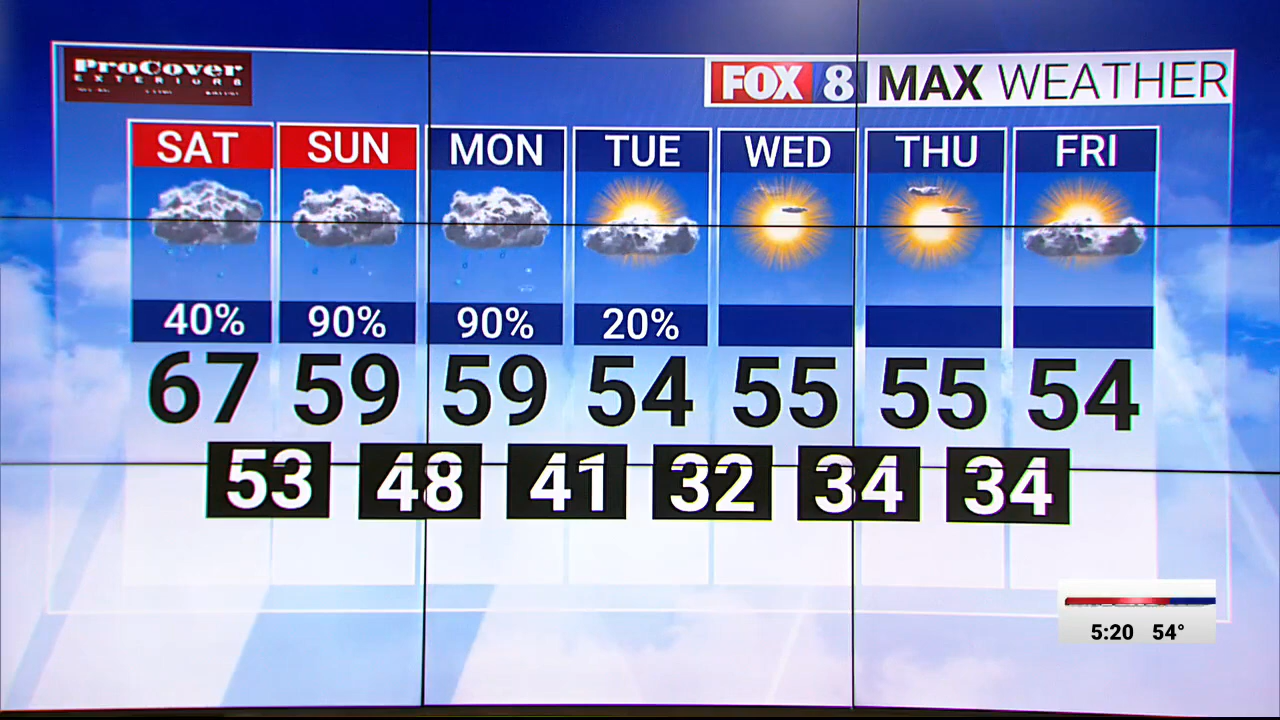 ProCover
EXTERIORS
FOX 8 MAX WEATHER
SAT SUN MON TUE WED THU FRI
40% 90% 90% 20%
67 59 59 54 55 55 54
53 48 41 32 34 34
5:20 54°